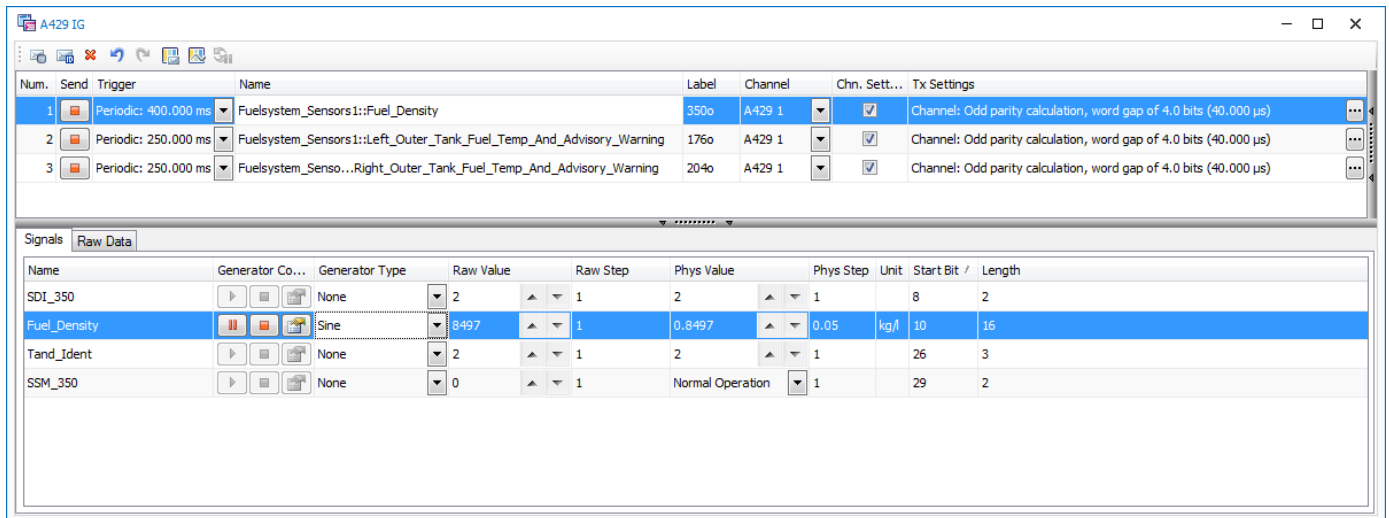 A429 IG
Num. Send Trigger Name Label Channel Chn. Sett... Tx Settings
1 Periodic: 400.000 ms Fuelsystem_Sensors1::Fuel_Density 350o A429 1 Channel: Odd parity calculation, word gap of 4.0 bits (40.000 µs) ...
2 Periodic: 250.000 ms Fuelsystem_Sensors1::Left_Outer_Tank_Fuel_Temp_And_Advisory_Warning 176o A429 1 Channel: Odd parity calculation, word gap of 4.0 bits (40.000 µs) ...
3 Periodic: 250.000 ms Fuelsystem_Senso...Right_Outer_Tank_Fuel_Temp_And_Advisory_Warning 204o A429 1 Channel: Odd parity calculation, word gap of 4.0 bits (40.000 µs) ...
Signals Raw Data
Name Generator Co... Generator Type Raw Value Raw Step Phys Value Phys Step Unit Start Bit Length
SDI_350 None 2 1 2 1 8 2
Fuel_Density Sine 8497 1 0.8497 0.05 kg/l 10 16
Tand_Ident None 2 1 2 1 26 3
SSM_350 None 0 1 Normal Operation 1 29 2